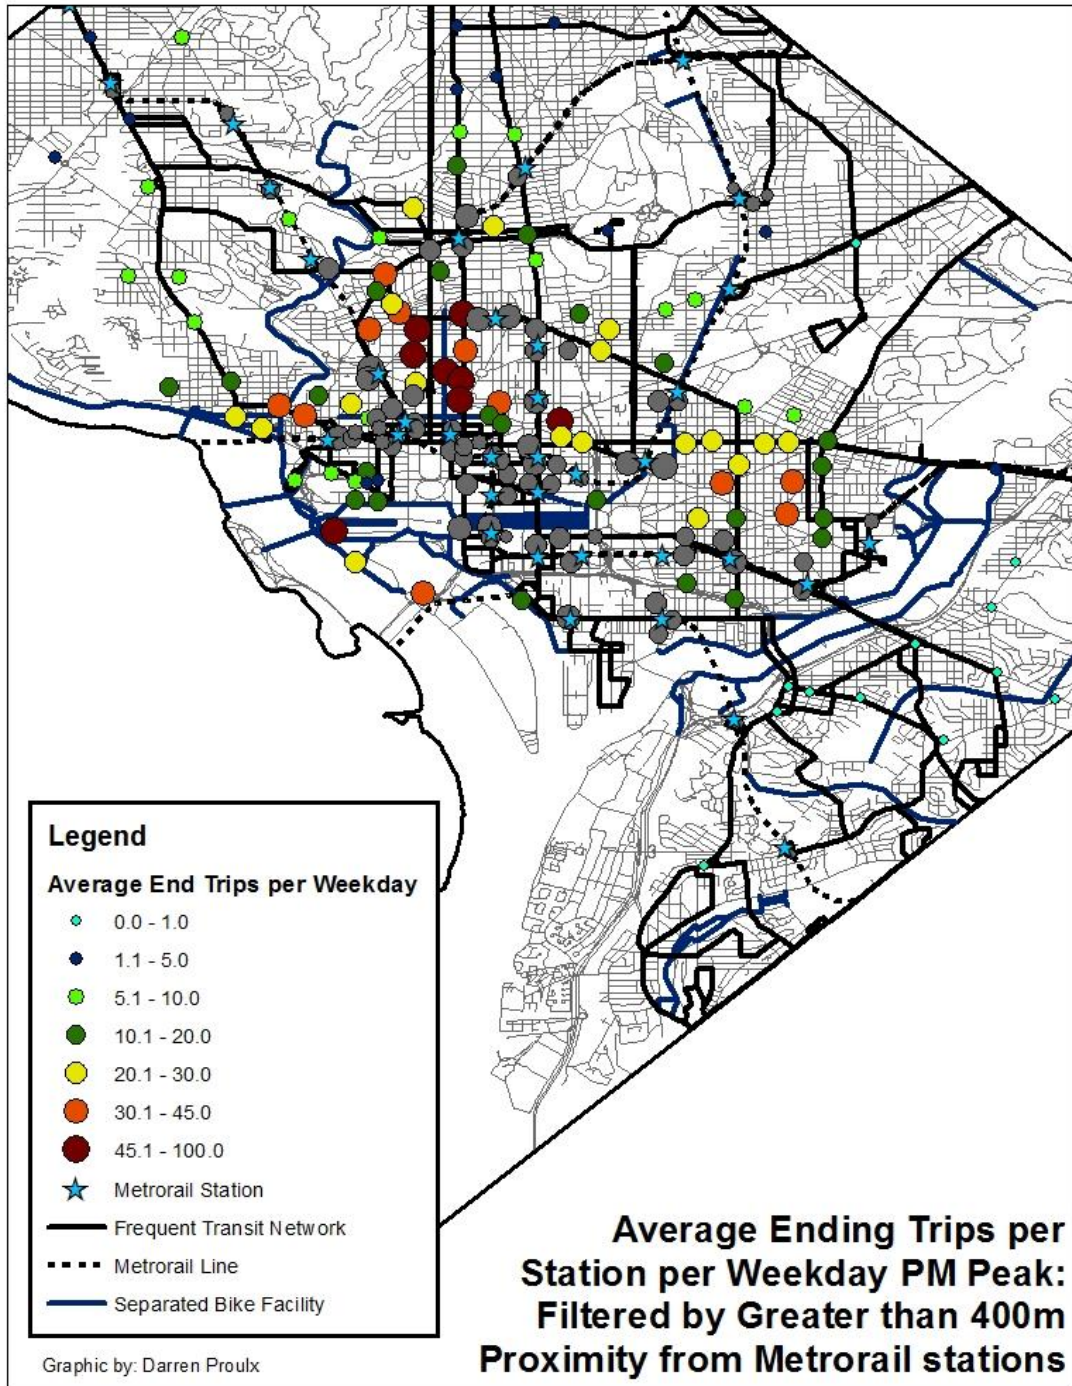 Legend
Average End Trips per Weekday
0.0 - 1.0
1.1 - 5.0
5.1 - 10.0
10.1 - 20.0
20.1 - 30.0
30.1 - 45.0
45.1 - 100.0
Metrorail Station
Frequent Transit Network
Metrorail Line
Separated Bike Facility
Graphic by: Darren Proulx
Average Ending Trips per
Station per Weekday PM Peak:
Filtered by Greater than 400m
Proximity from Metrorail stations